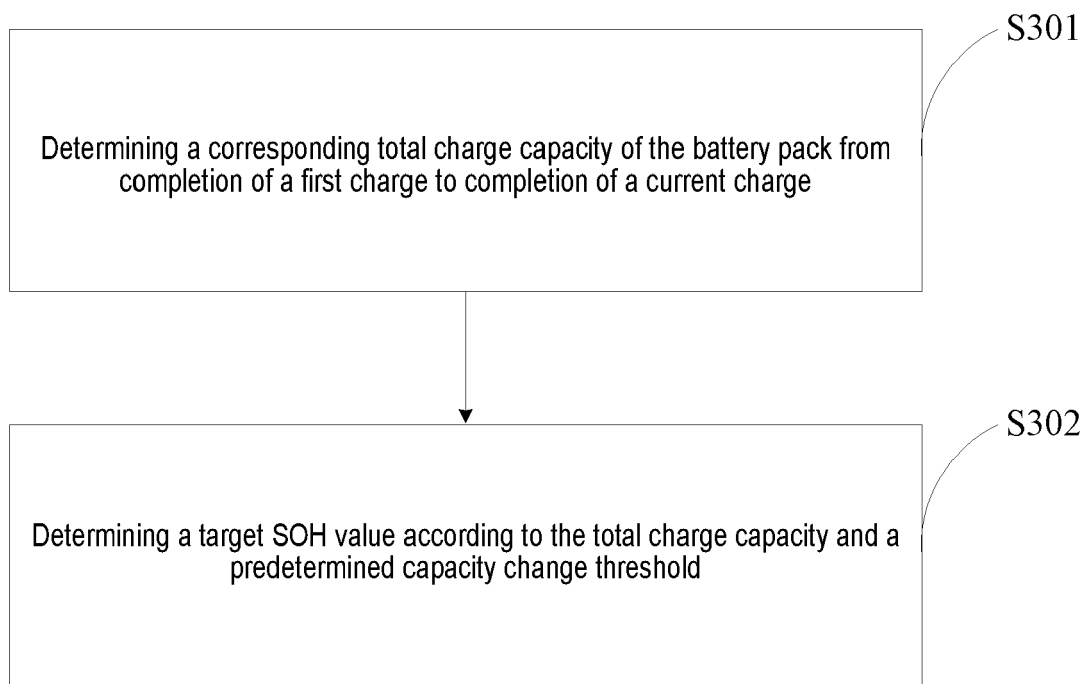 S301
Determining a corresponding total charge capacity of the battery pack from
completion of a first charge to completion of a current charge
S302
Determining a target SOH value according to the total charge capacity and a
predetermined capacity change threshold